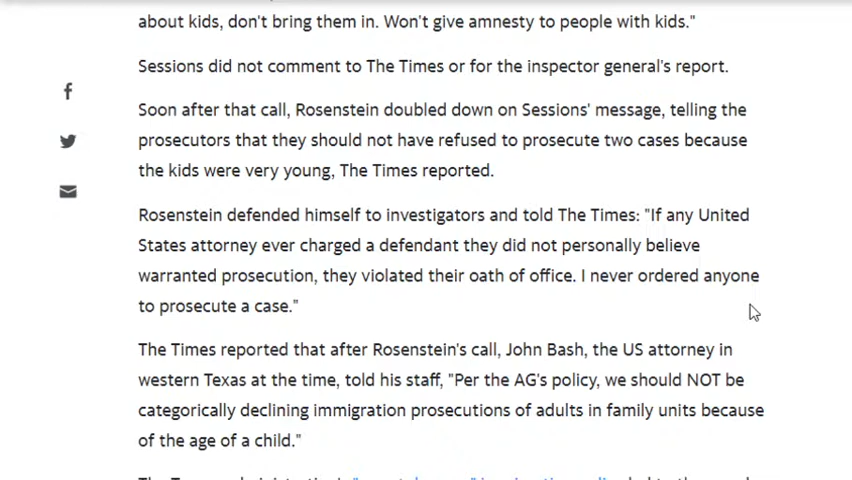 about kids, don't bring them in. Won't give amnesty to people with kids."
Sessions did not comment to The Times or for the inspector general's report.
Soon after that call, Rosenstein doubled down on Sessions' message, telling the
prosecutors that they should not have refused to prosecute two cases because
the kids were very young, The Times reported.
Rosenstein defended himself to investigators and told The Times: "If any United
States attorney ever charged a defendant they did not personally believe
warranted prosecution, they violated their oath of office. I never ordered anyone
to prosecute a case."
The Times reported that after Rosenstein's call, John Bash, the US attorney in
western Texas at the time, told his staff, "Per the AG's policy, we should NOT be
categorically declining immigration prosecutions of adults in family units because
of the age of a child."